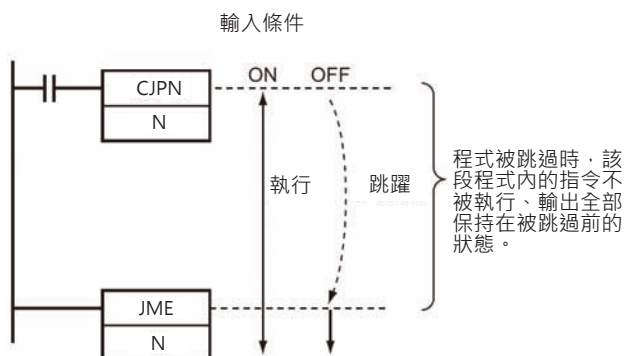 輸入條件
ON OFF
CJPN
N
執行
跳躍
程式被跳過時，該
段程式內的指令不
被執行、輸出全部
保持在被跳過前的
狀態。
JME
N